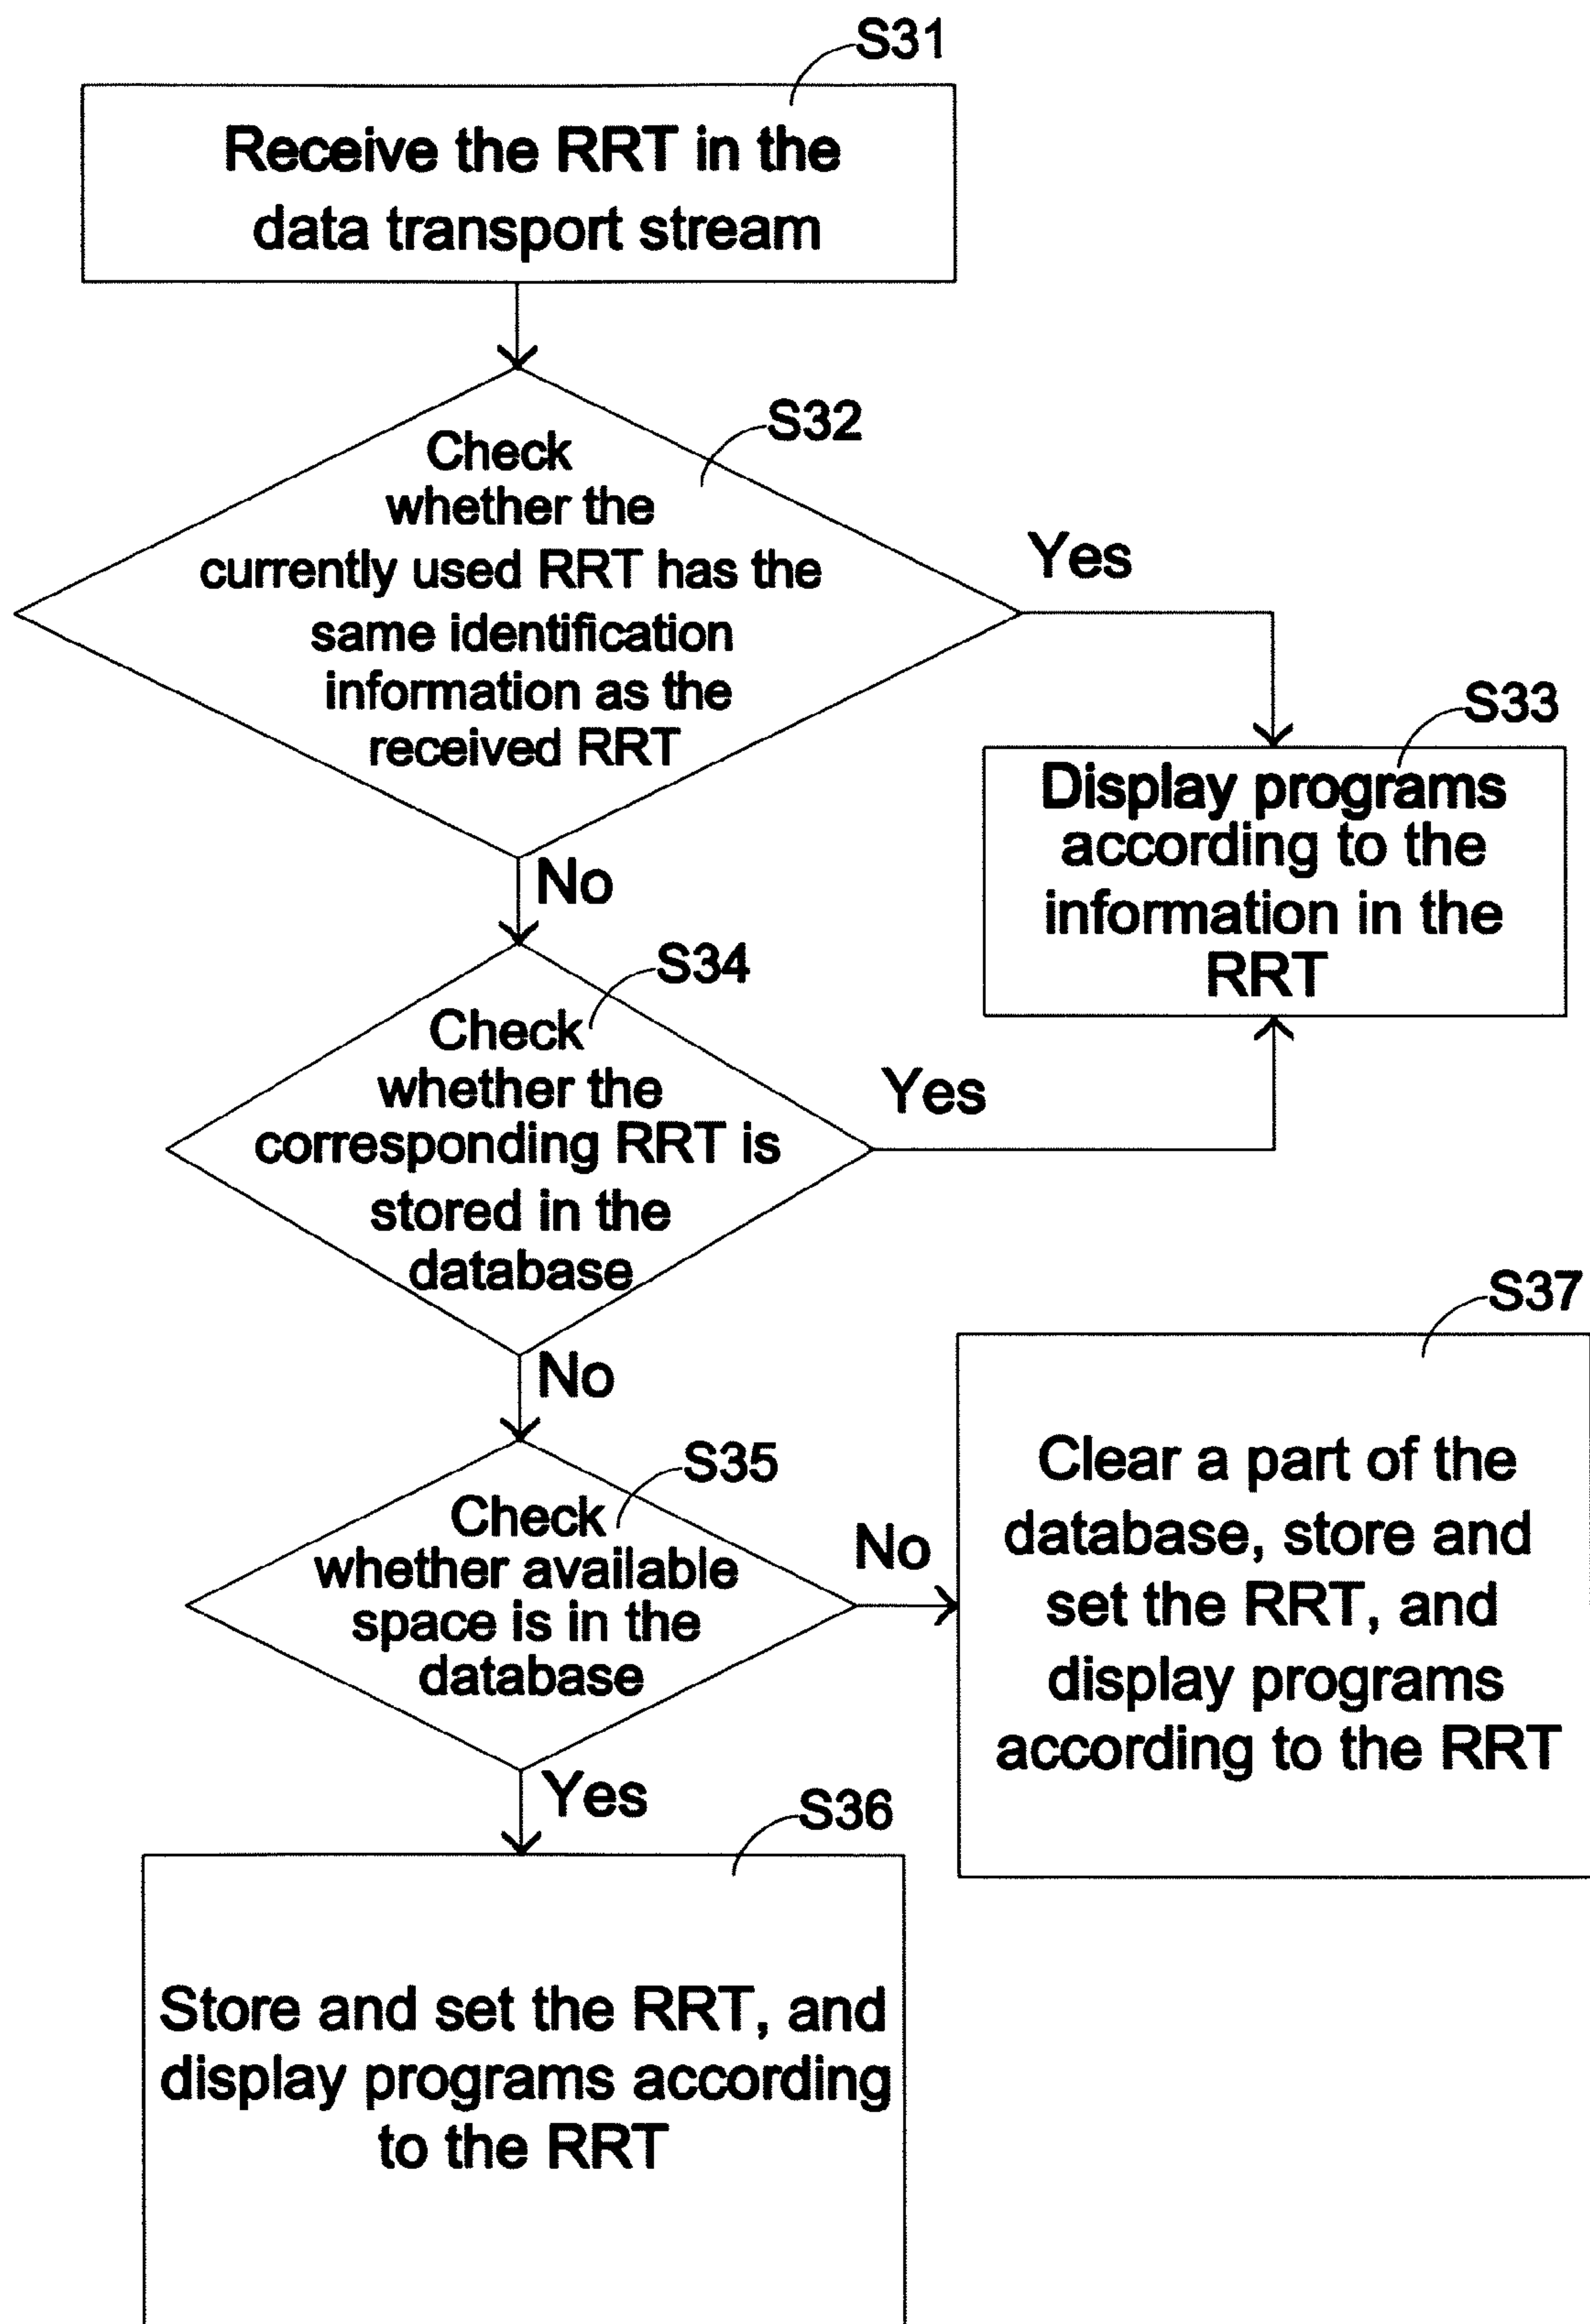 S31
Receive the RRT in the
data transport stream
S32
Check
whether the
currently used RRT has the
same identification
information as the
received RRT
Yes
No
S33
Display programs
according to the
information in the
RRT
S34
Check
whether the
corresponding RRT is
stored in the
database
Yes
No
S35
Check
whether available
space is in the
database
No
Yes
S37
Clear a part of the
database, store and
set the RRT, and
display programs
according to the RRT
S36
Store and set the RRT, and
display programs according
to the RRT